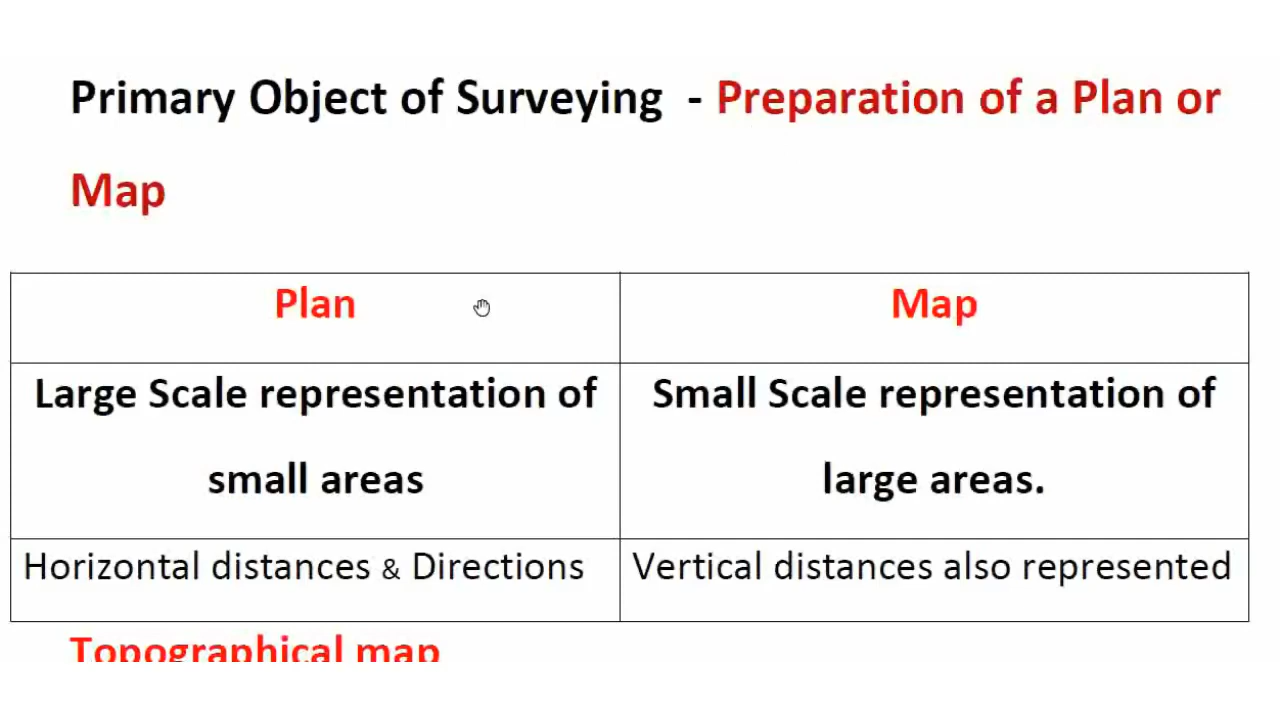 Primary Object of Surveying - Preparation of a Plan or
Map
Plan
Map
Large Scale representation of
small areas
Small Scale representation of
large areas.
Horizontal distances & Directions
Vertical distances also represented
Topographical map